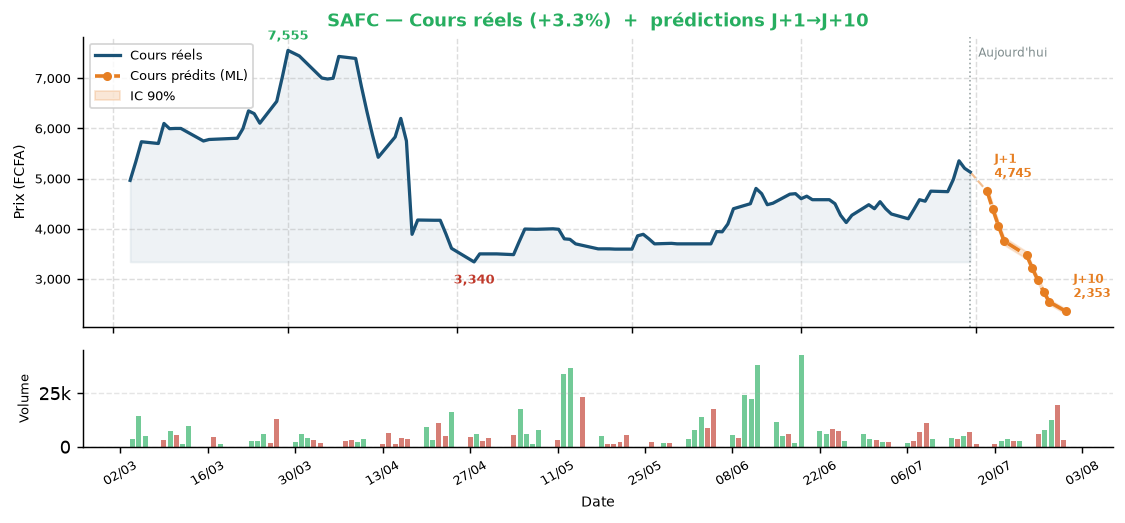 SAFC — Cours réels (+3.3%)  +  prédictions J+1→J+10
7,555
Cours réels
Cours prédits (ML)
IC 90%
Aujourd'hui
7,000
6,000
5,000
4,000
3,000
Prix (FCFA)
J+1
4,745
3,340
J+10
2,353
25k
0
Volume
02/03
16/03
30/03
13/04
27/04
11/05
25/05
08/06
22/06
06/07
20/07
03/08
Date